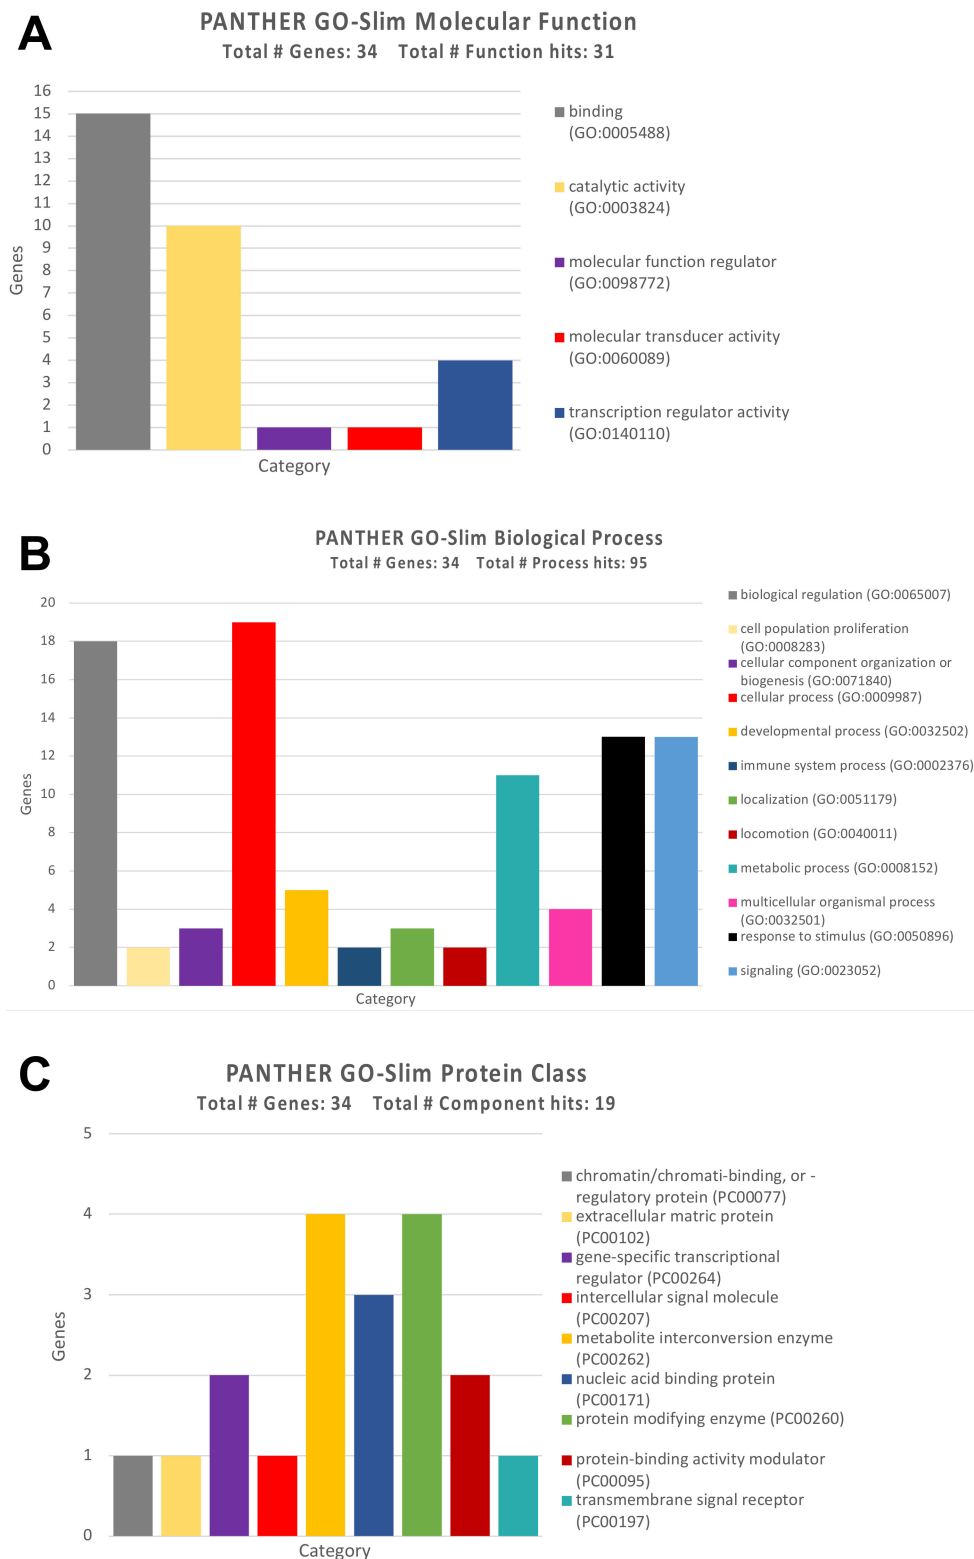 A
PANTHER GO-Slim Molecular Function
Total # Genes: 34 Total # Function hits: 31
16
15
14
13
12
11
10
9
8
7
6
5
4
3
2
1
0
Genes
Category
binding
(GO:0005488)
catalytic activity
(GO:0003824)
molecular function regulator
(GO:0098772)
molecular transducer activity
(GO:0060089)
transcription regulator activity
(GO:0140110)
B
PANTHER GO-Slim Biological Process
Total # Genes: 34 Total # Process hits: 95
20
18
16
14
12
10
8
6
4
2
0
Genes
Category
biological regulation (GO:0065007)
cell population proliferation
(GO:0008283)
cellular component organization or
biogenesis (GO:0071840)
cellular process (GO:0009987)
developmental process (GO:0032502)
immune system process (GO:0002376)
localization (GO:0051179)
locomotion (GO:0040011)
metabolic process (GO:0008152)
multicellular organismal process
(GO:0032501)
response to stimulus (GO:0050896)
signaling (GO:0023052)
C
PANTHER GO-Slim Protein Class
Total # Genes: 34 Total # Component hits: 19
5
4
3
2
1
0
Genes
Category
chromatin/chromati-binding, or -
regulatory protein (PC00077)
extracellular matric protein
(PC00102)
gene-specific transcriptional
regulator (PC00264)
intercellular signal molecule
(PC00207)
metabolite interconversion enzyme
(PC00262)
nucleic acid binding protein
(PC00171)
protein modifying enzyme (PC00260)
protein-binding activity modulator
(PC00095)
transmembrane signal receptor
(PC00197)